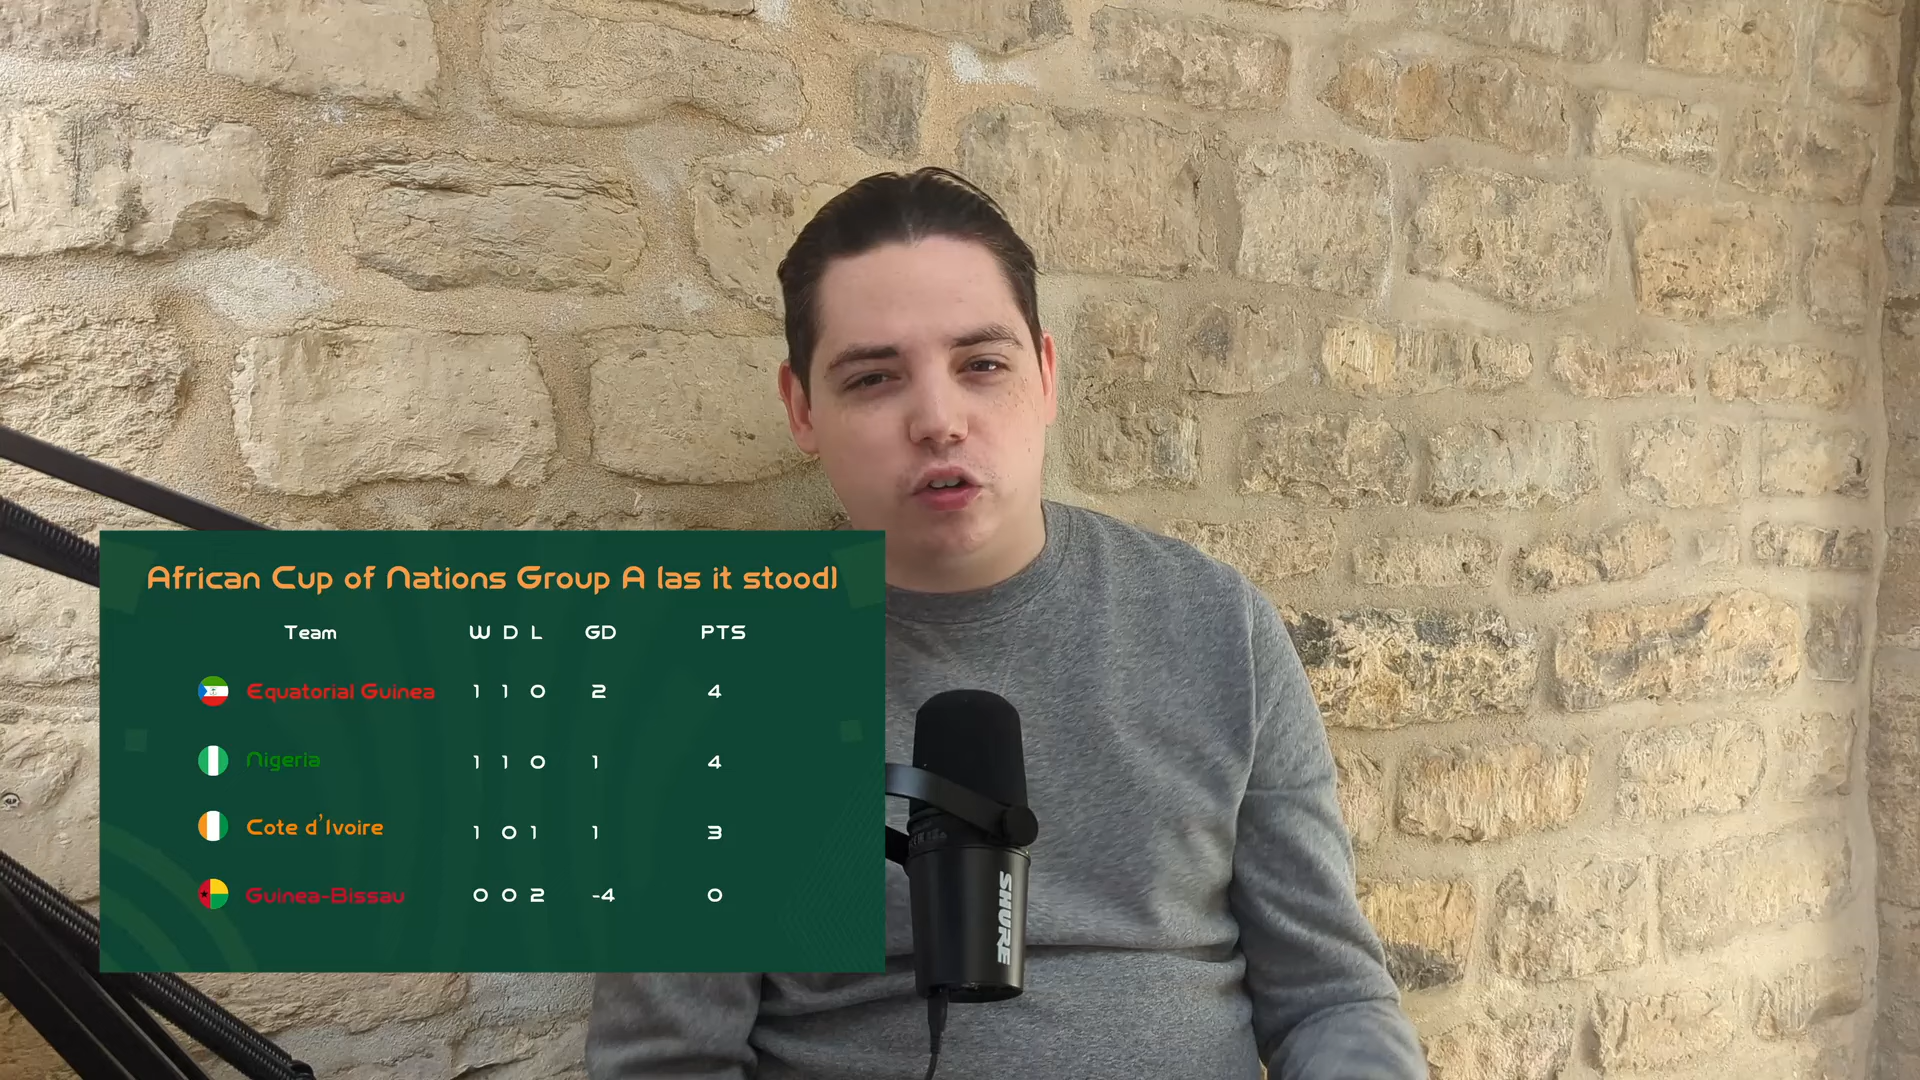 African Cup of Nations Group A (as it stood)
Team W D L GD PTS
Equatorial Guinea 1 1 0 2 4
Nigeria 1 1 0 1 4
Cote d'Ivoire 1 0 1 1 3
Guinea-Bissau 0 0 2 -4 0
SHURE